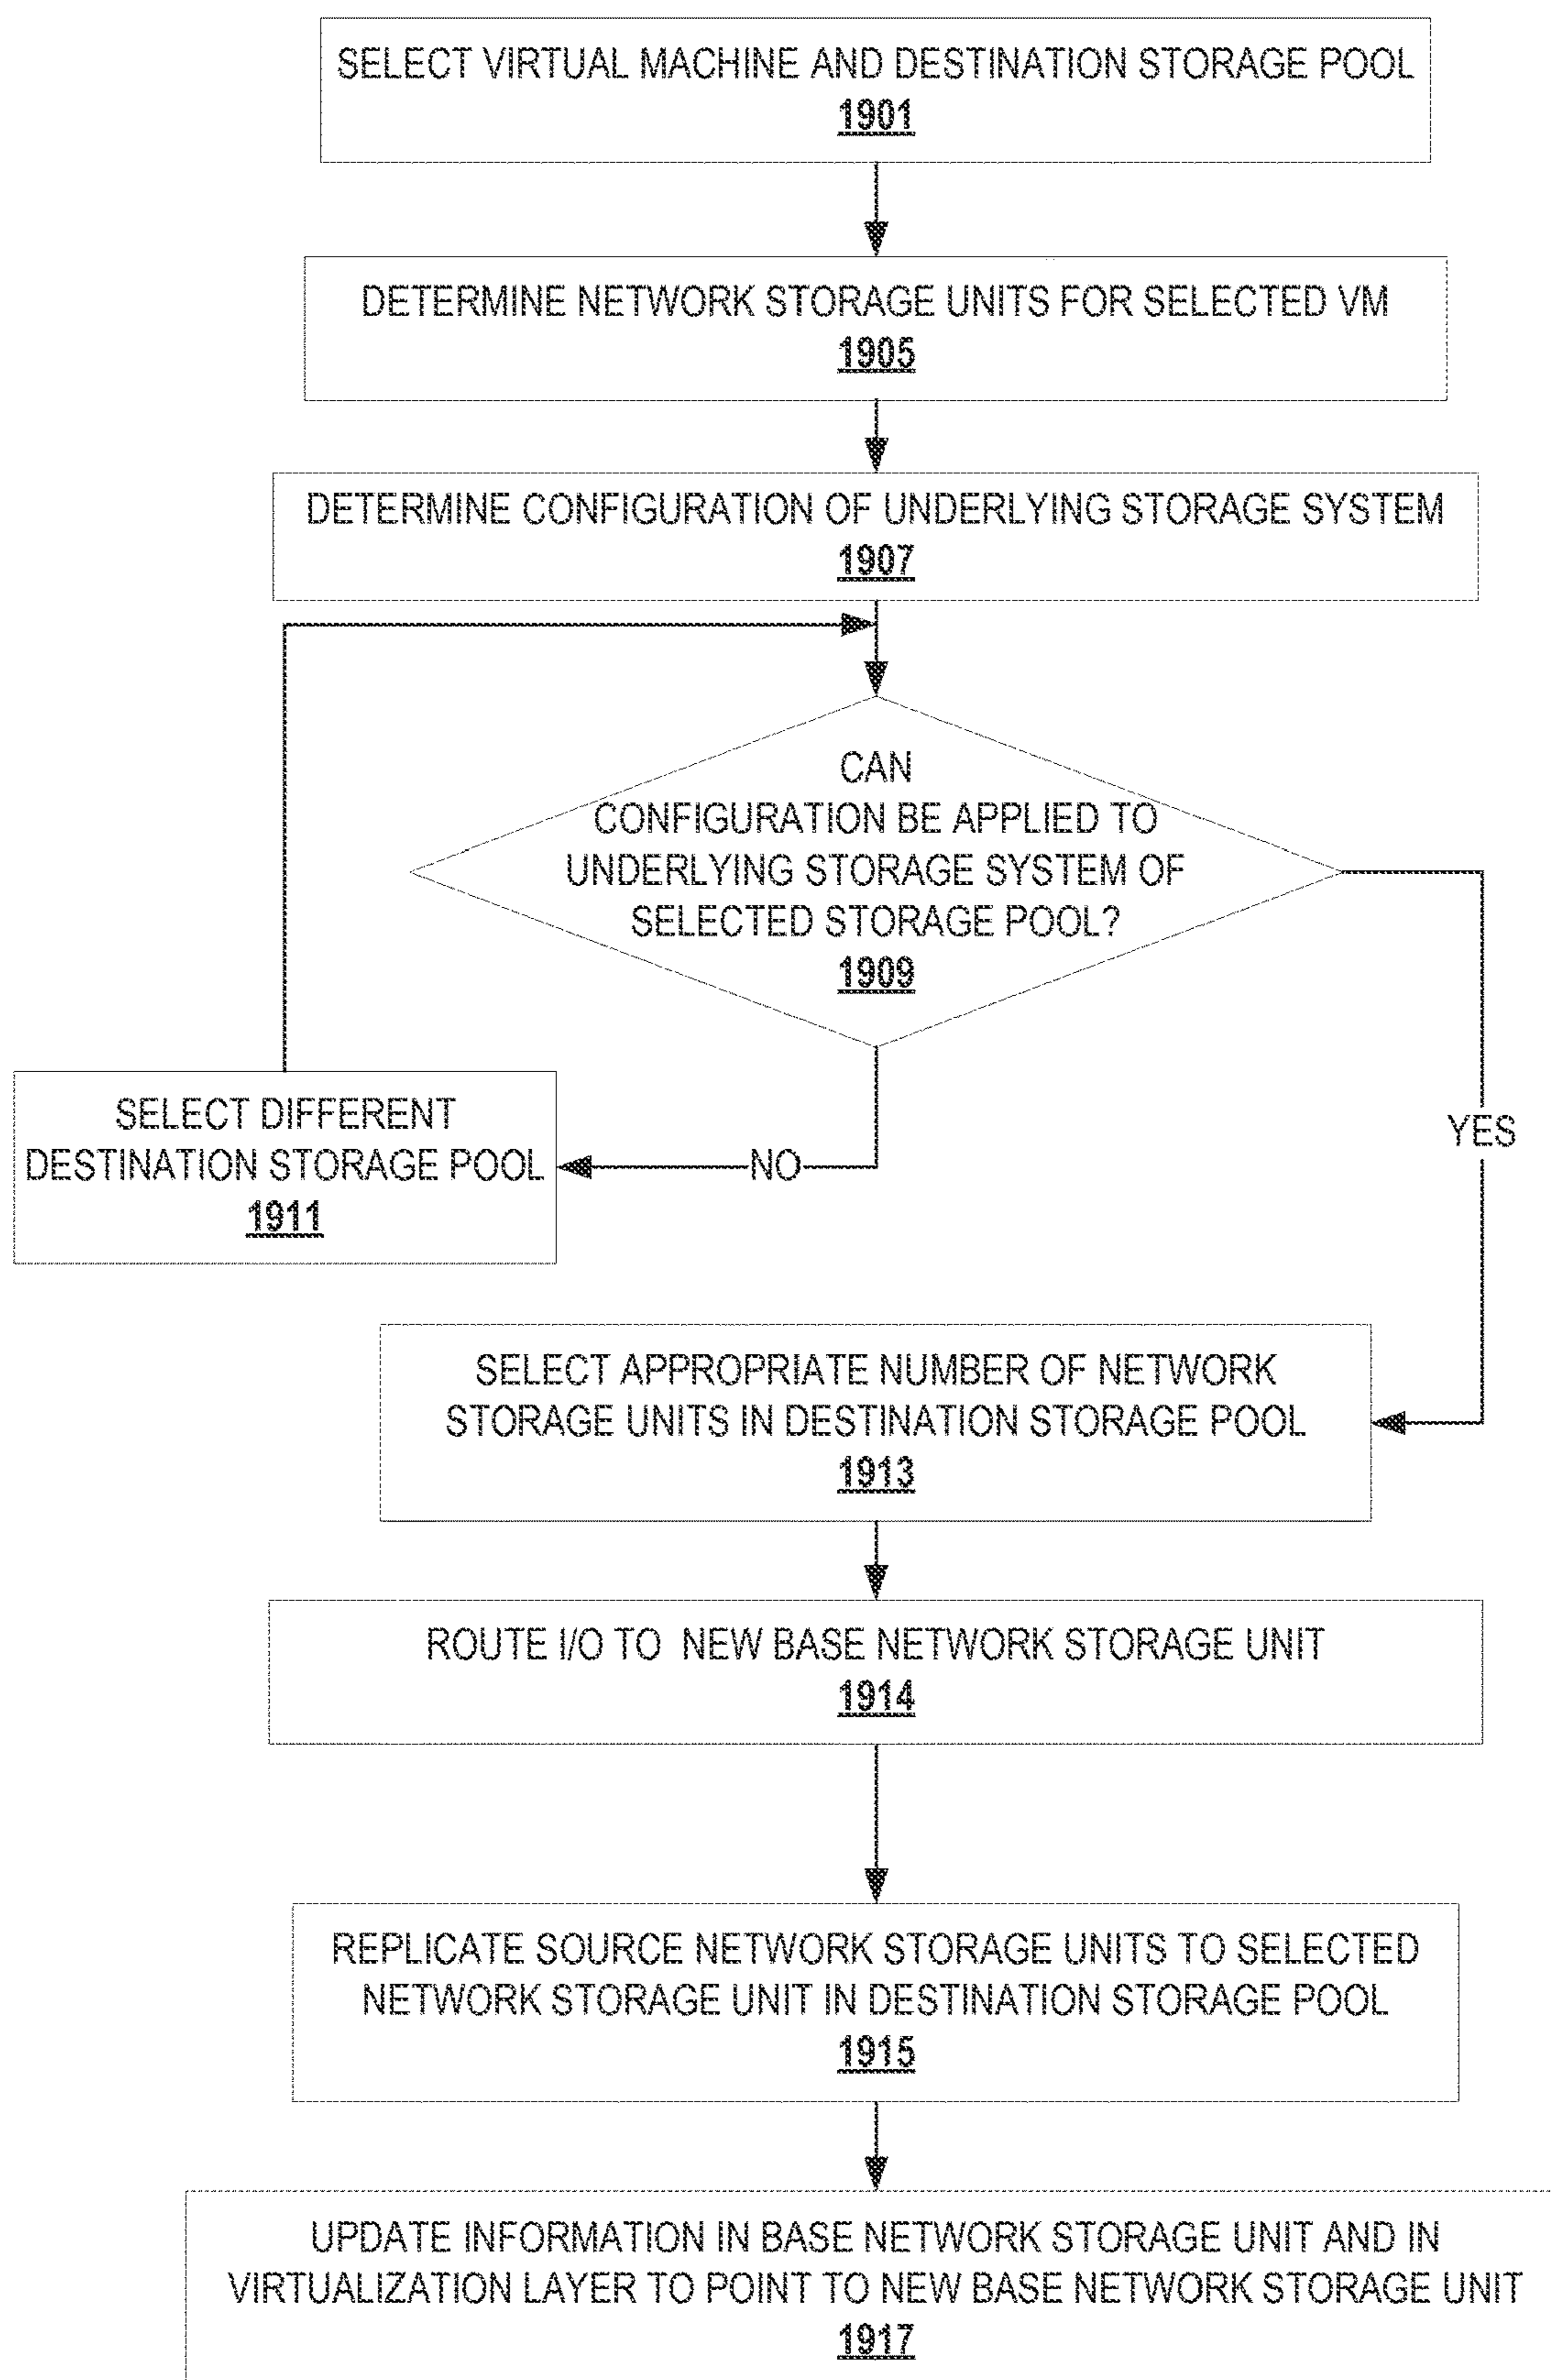 SELECT VIRTUAL MACHINE AND DESTINATION STORAGE POOL
1901
DETERMINE NETWORK STORAGE UNITS FOR SELECTED VM
1905
DETERMINE CONFIGURATION OF UNDERLYING STORAGE SYSTEM
1907
CAN
CONFIGURATION BE APPLIED TO
UNDERLYING STORAGE SYSTEM OF
SELECTED STORAGE POOL?
1909
SELECT DIFFERENT
DESTINATION STORAGE POOL
1911
NO
YES
SELECT APPROPRIATE NUMBER OF NETWORK
STORAGE UNITS IN DESTINATION STORAGE POOL
1913
ROUTE I/O TO NEW BASE NETWORK STORAGE UNIT
1914
REPLICATE SOURCE NETWORK STORAGE UNITS TO SELECTED
NETWORK STORAGE UNIT IN DESTINATION STORAGE POOL
1915
UPDATE INFORMATION IN BASE NETWORK STORAGE UNIT AND IN
VIRTUALIZATION LAYER TO POINT TO NEW BASE NETWORK STORAGE UNIT
1917